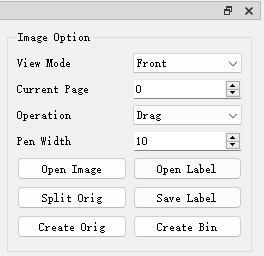 Image Option
View Mode Front
Current Page 0
Operation Drag
Pen Width 10
Open Image Open Label
Split Orig Save Label
Create Orig Create Bin